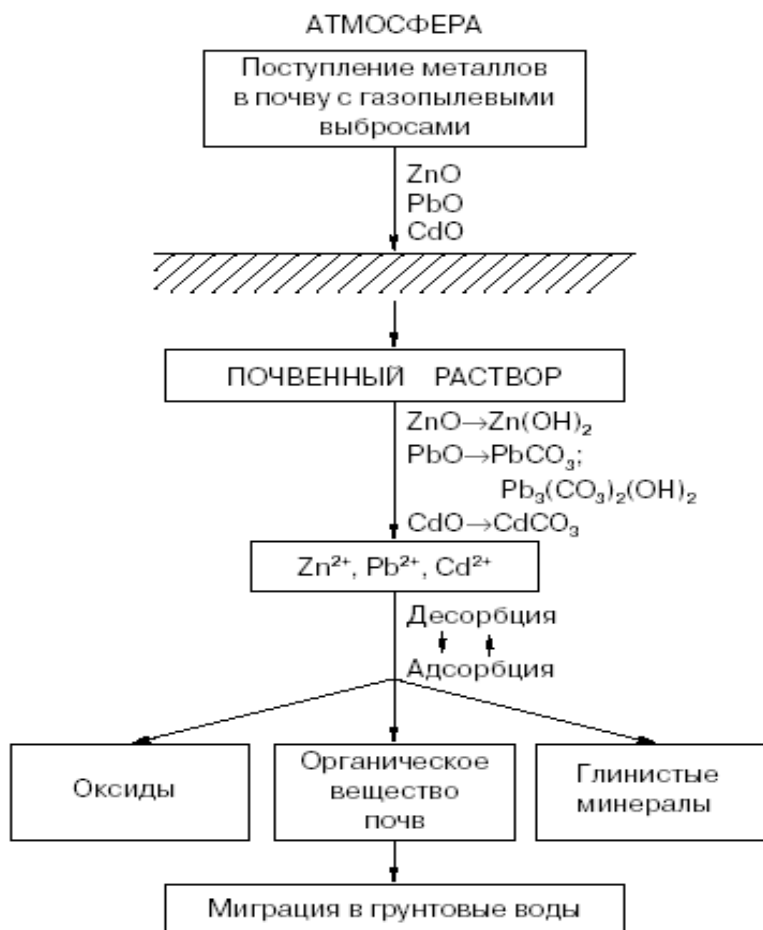 АТМОСФЕРА
Поступление металлов
в почву с газопылевыми
выбросами
ZnO
PbO
CdO
ПОЧВЕННЫЙ РАСТВОР
ZnO→Zn(OH)₂
PbO→PbCO₃;
Pb₃(CO₃)₂(OH)₂
CdO→CdCO₃
Zn²⁺, Pb²⁺, Cd²⁺
Десорбция
Адсорбция
Оксиды
Органическое
вещество
почв
Глинистые
минералы
Миграция в грунтовые воды